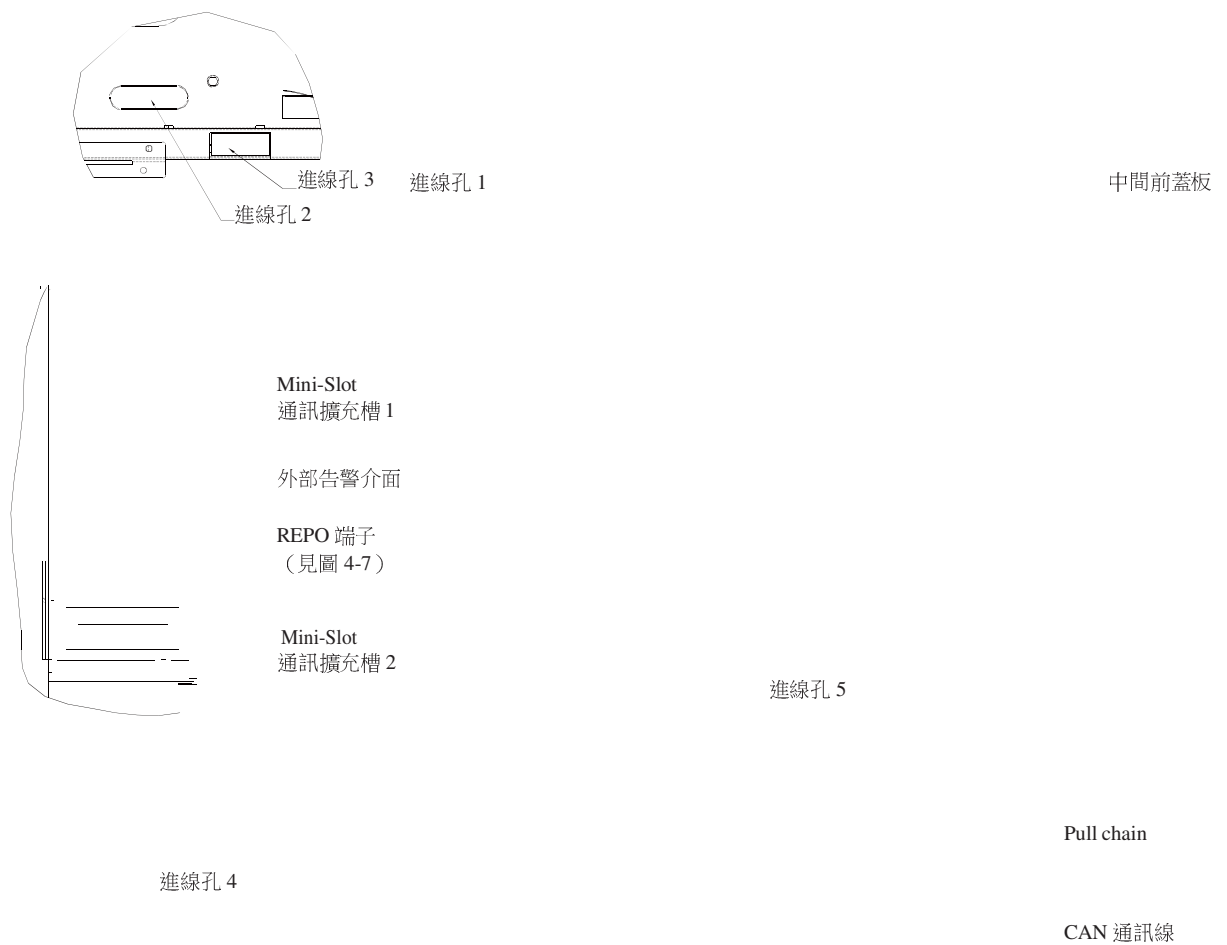 進線孔 3
進線孔 1
中間前蓋板
進線孔 2
Mini-Slot
通訊擴充槽 1
外部告警介面
REPO 端子
（見圖 4-7）
Mini-Slot
通訊擴充槽 2
進線孔 5
Pull chain
進線孔 4
CAN 通訊線